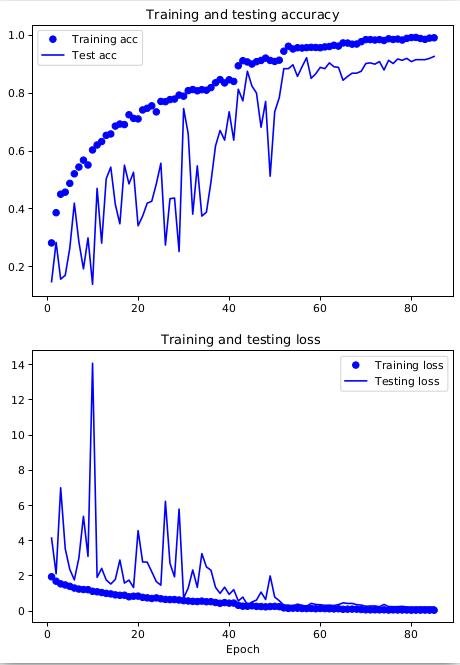 Training and testing accuracy
1.0
0.8
0.6
0.4
0.2
Training acc
Test acc
0 20 40 60 80
Training and testing loss
14
12
10
8
6
4
2
0
Training loss
Testing loss
0 20 40 60 80
Epoch